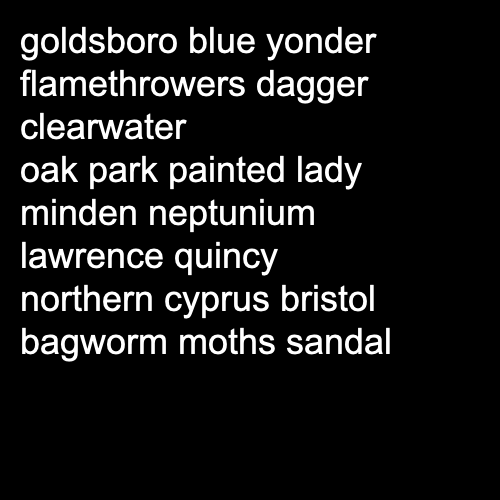 goldsboro blue yonder
flamethrowers dagger
clearwater
oak park painted lady
minden neptunium
lawrence quincy
northern cyprus bristol
bagworm moths sandal